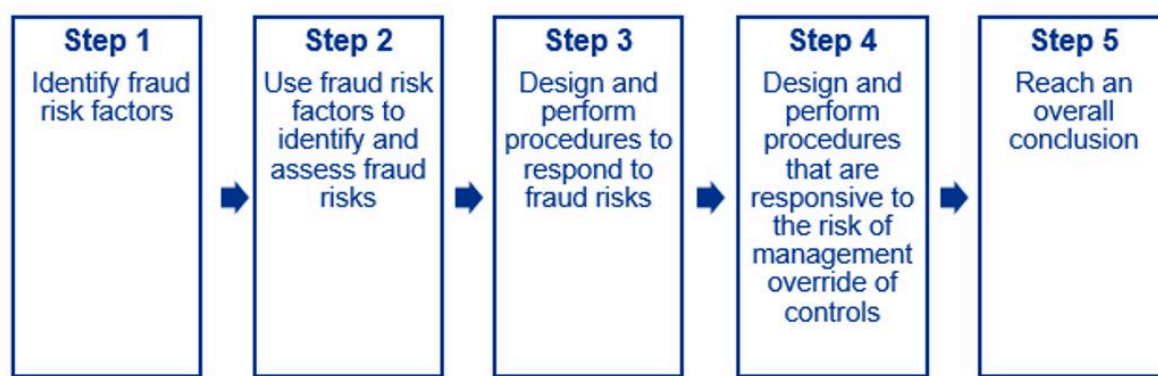 Step 1
Identify fraud
risk factors
Step 2
Use fraud risk
factors to
identify and
assess fraud
risks
Step 3
Design and
perform
procedures to
respond to
fraud risks
Step 4
Design and
perform
procedures
that are
responsive to
the risk of
management
override of
controls
Step 5
Reach an
overall
conclusion